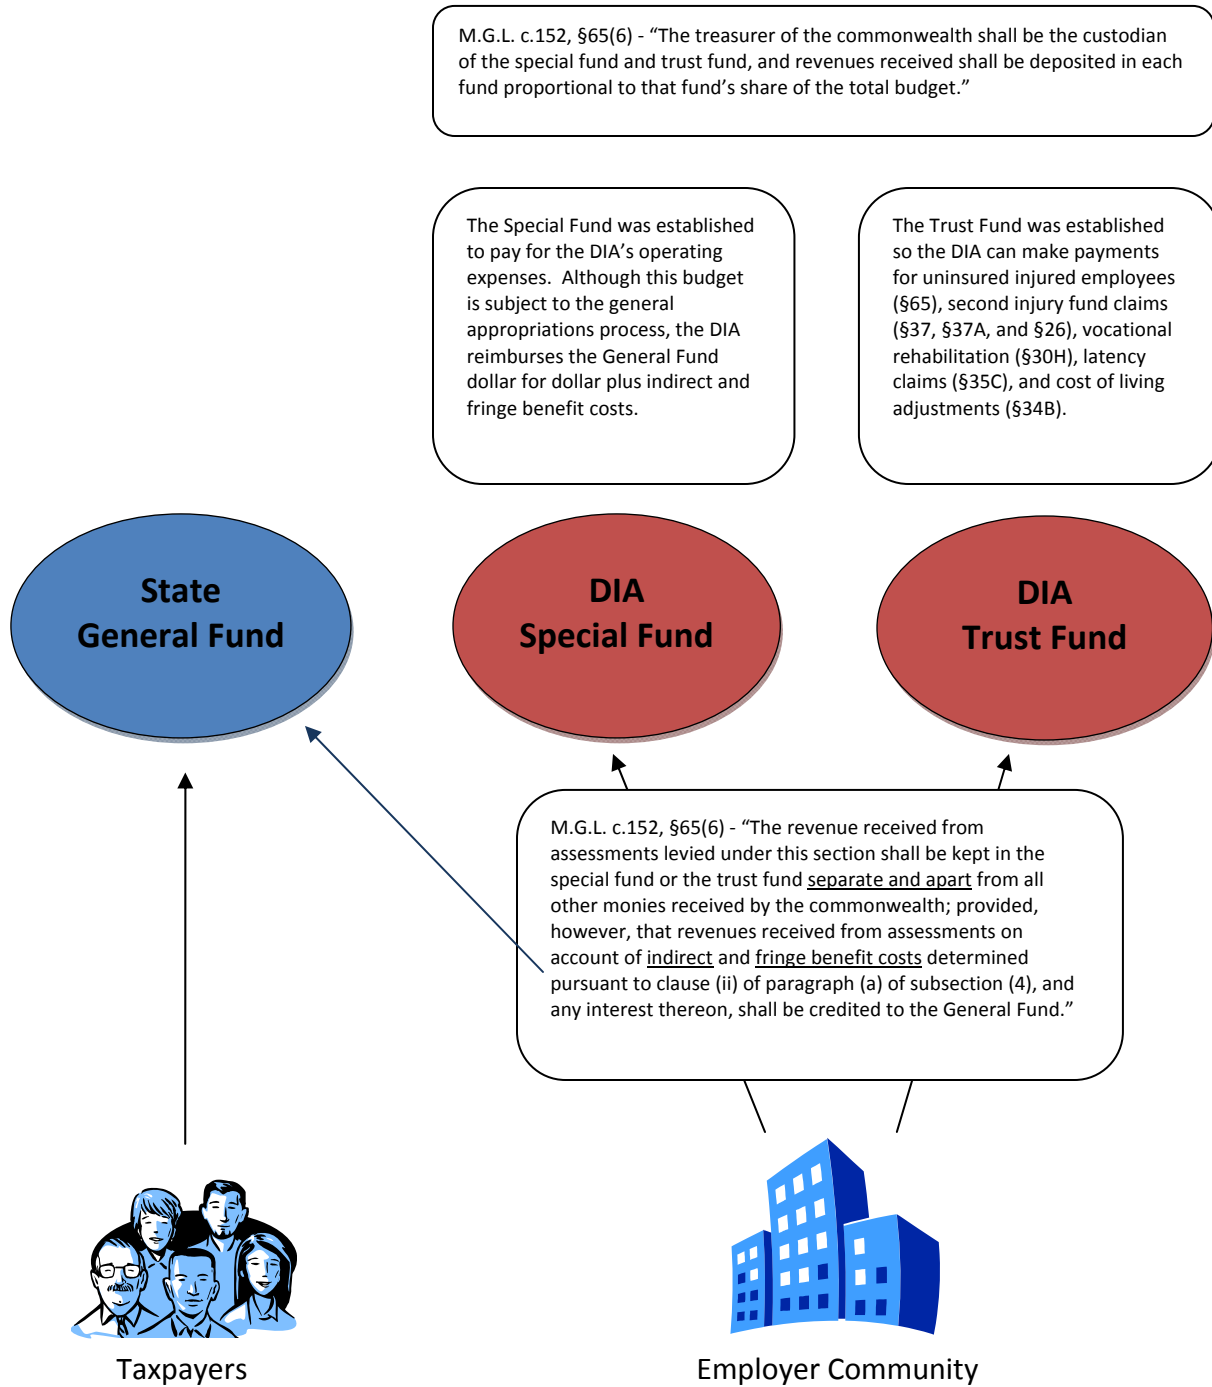 M.G.L. c.152, §65(6) - “The treasurer of the commonwealth shall be the custodian
of the special fund and trust fund, and revenues received shall be deposited in each
fund proportional to that fund’s share of the total budget.”
The Special Fund was established
to pay for the DIA’s operating
expenses.  Although this budget
is subject to the general
appropriations process, the DIA
reimburses the General Fund
dollar for dollar plus indirect and
fringe benefit costs.
The Trust Fund was established
so the DIA can make payments
for uninsured injured employees
(§65), second injury fund claims
(§37, §37A, and §26), vocational
rehabilitation (§30H), latency
claims (§35C), and cost of living
adjustments (§34B).
State
General Fund
DIA
Special Fund
DIA
Trust Fund
M.G.L. c.152, §65(6) - “The revenue received from
assessments levied under this section shall be kept in the
special fund or the trust fund separate and apart from all
other monies received by the commonwealth; provided,
however, that revenues received from assessments on
account of indirect and fringe benefit costs determined
pursuant to clause (ii) of paragraph (a) of subsection (4), and
any interest thereon, shall be credited to the General Fund.”
Taxpayers
Employer Community